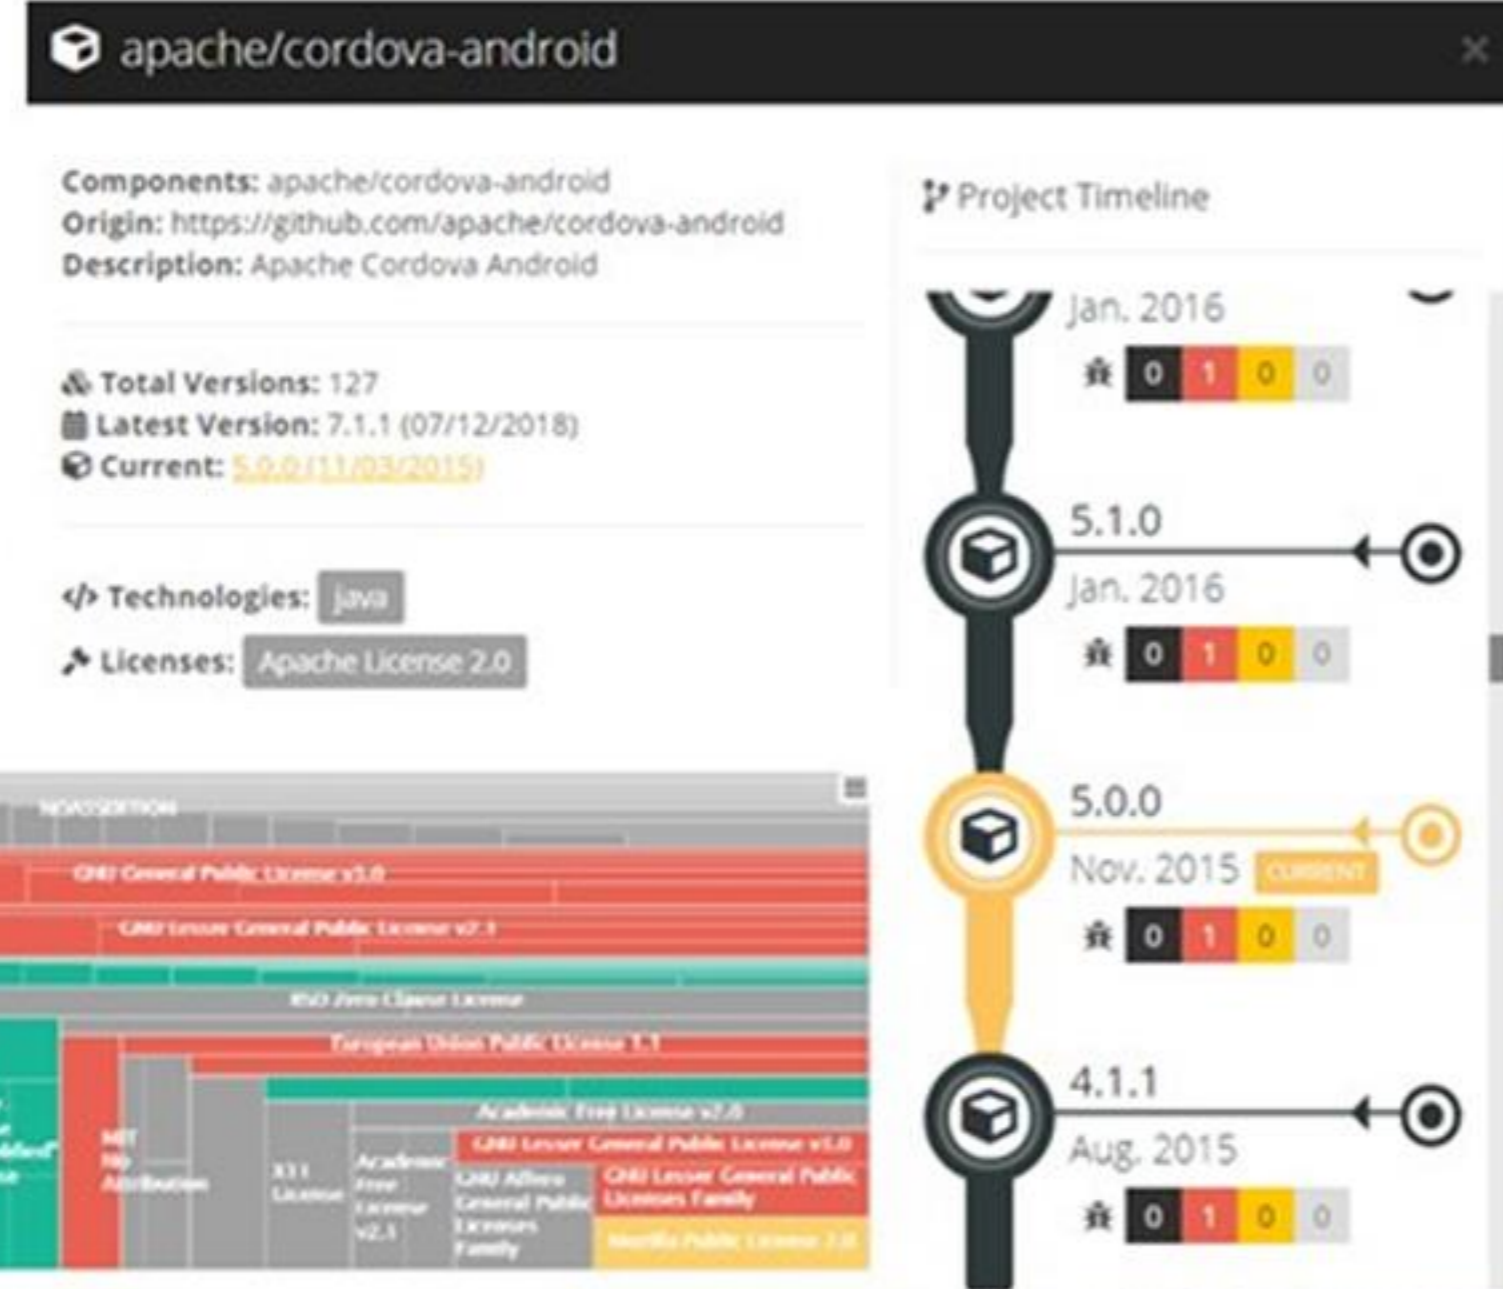 apache/cordova-android
Components: apache/cordova-android
Origin: https://github.com/apache/cordova-android
Description: Apache Cordova Android
Total Versions: 127
Latest Version: 7.1.1 (07/12/2018)
Current: 5.0.0 (11/03/2015)
</> Technologies: java
Licenses: Apache License 2.0
NOASSERTION
GNU General Public License v3.0
GNU Lesser General Public License v2.1
BSD Zero Clause License
European Union Public License 1.1
Academic Free License v2.0
GNU Lesser General Public License v3.0
MIT
No
Attribution
X11
License
Academic
Free
License
v2.1
GNU Affero
General Public
Licenses
Family
GNU Lesser General Public
Licenses Family
Mozilla Public License 2.0
Project Timeline
Jan. 2016
0 1 0 0
5.1.0
Jan. 2016
0 1 0 0
5.0.0
Nov. 2015 CURRENT
0 1 0 0
4.1.1
Aug. 2015
0 1 0 0